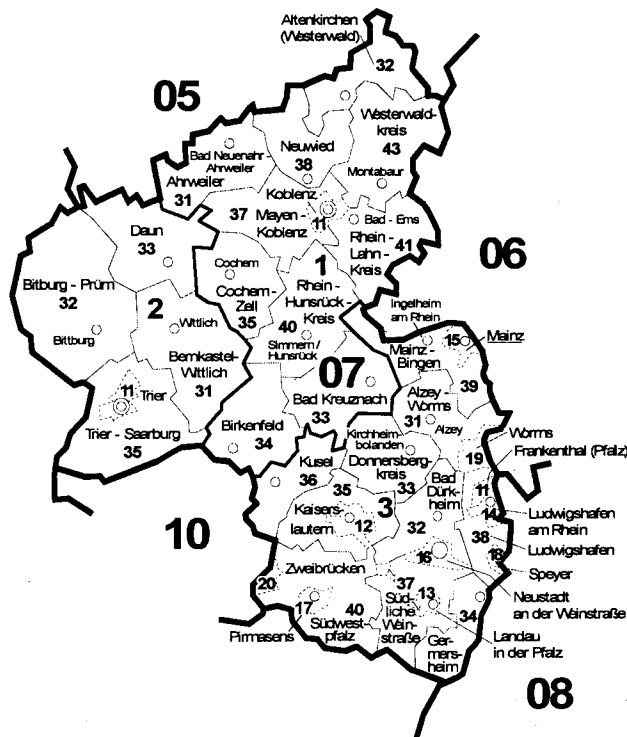 Altenkirchen
(Westerwald)
32
05
Westerwald-
kreis
43
Neuwied
38
Bad Neuenahr-
Ahrweiler
Montabaur
Ahrweiler
31
Koblenz
37
Mayen-
Koblenz
11
Bad - Ems
Rhein-
Lahn-
Kreis
41
Daun
33
06
Cochem
1
Bitburg - Prüm
32
Cochem-
Zell
35
Rhein-
Hunsrück-
Kreis
40
2
Ingelheim
am Rhein
Bittburg
Wittlich
Simmern/
Hunsrück
15
Mainz
Mainz-
Bingen
Bernkastel-
Wittlich
31
07
39
11
Trier
Bad Kreuznach
33
Alzey-
Worms
31
Alzey
Trier - Saarburg
35
Birkenfeld
34
Kirchheim-
bolanden
Donnersberg-
kreis
33
Worms
19
Frankenthal (Pfalz)
Kusel
36
35
Bad
Dürk-
heim
11
10
Kaisers-
lautern
3
12
32
14
Ludwigshafen
am Rhein
38
Ludwigshafen
16
18
Speyer
Zweibrücken
20
37
13
Neustadt
an der Weinstraße
17
Pirmasens
Südwest-
pfalz
40
Süd-
liche
Wein-
straße
34
Landau
in der Pfalz
Ger-
mers-
heim
08